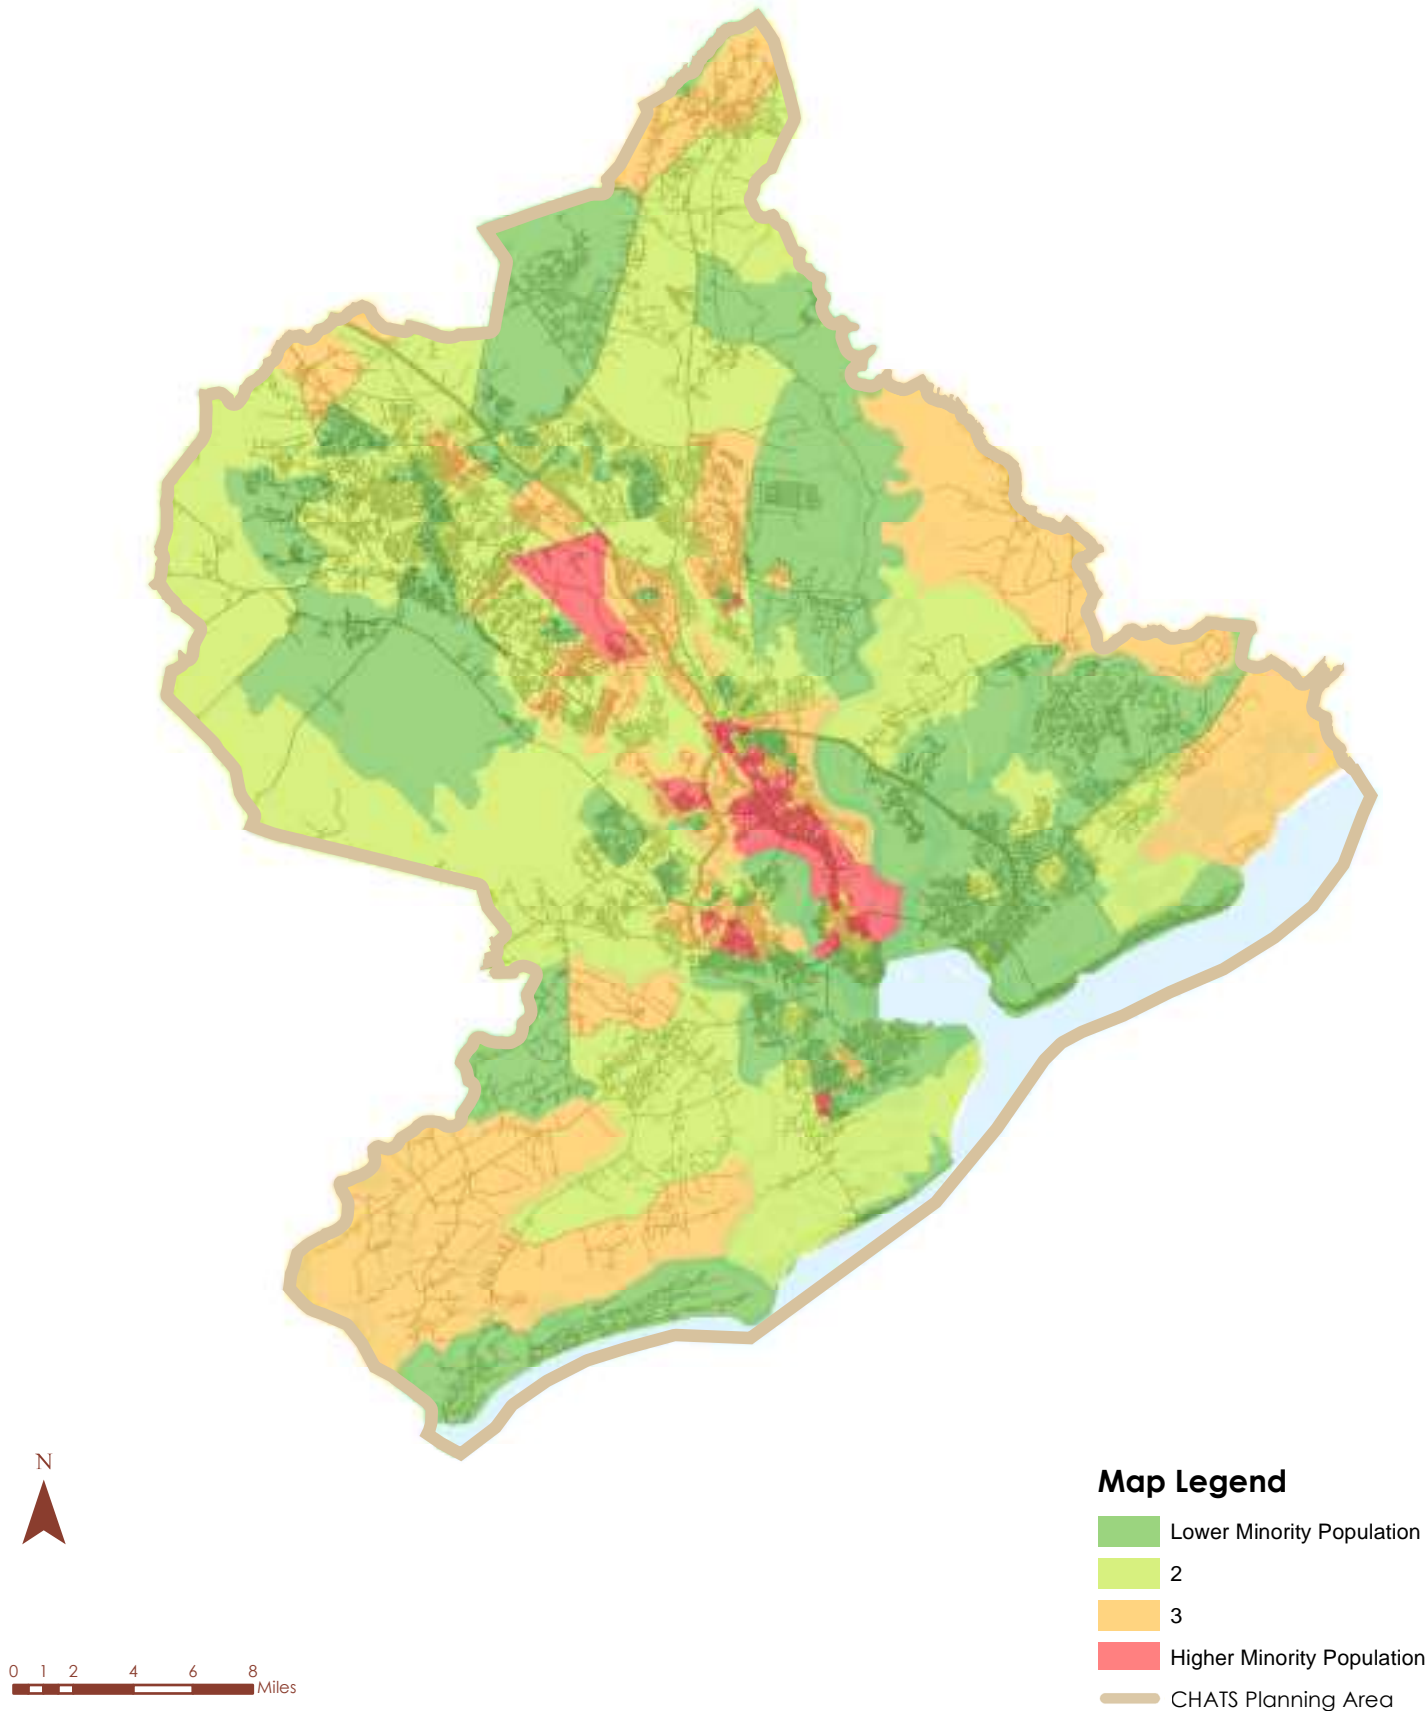 N
0 1 2 4 6 8
Miles
Map Legend
Lower Minority Population
2
3
Higher Minority Population
CHATS Planning Area